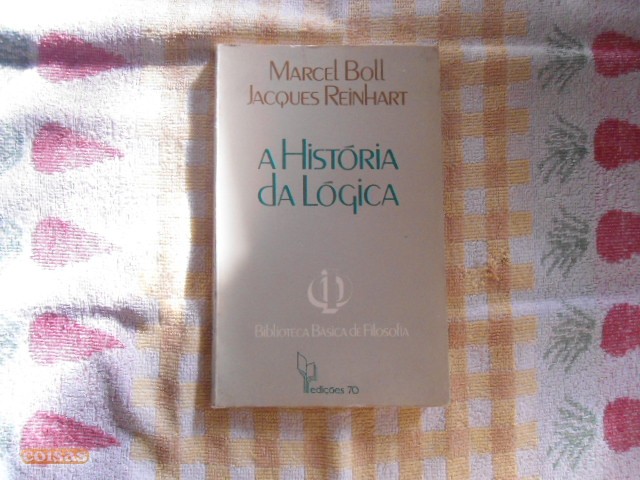 Marcel Boll
Jacques Reinhart
A História
da Lógica
Biblioteca Básica de Filosofia
edições 70
coisas